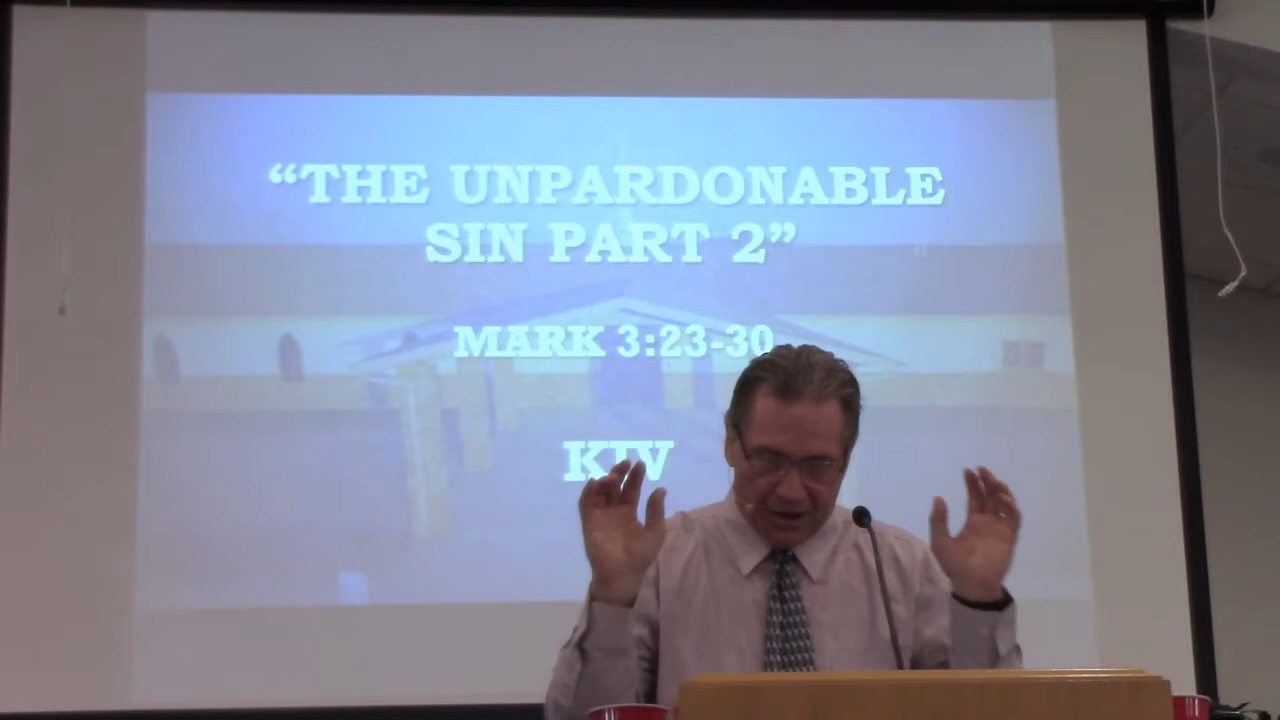 “THE UNPARDONABLE
SIN PART 2”
MARK 3:23-30
KJV